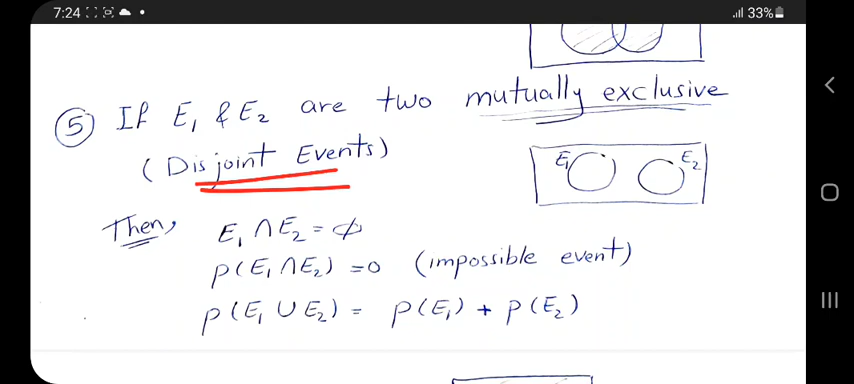 7:24
33%
⑤ If E₁ & E₂ are two mutually exclusive
(Disjoint Events)
E₁ E₂
Then, E₁ ∩ E₂ = ϕ
P(E₁ ∩ E₂) = 0 (impossible event)
P(E₁ ∪ E₂) = P(E₁) + P(E₂)